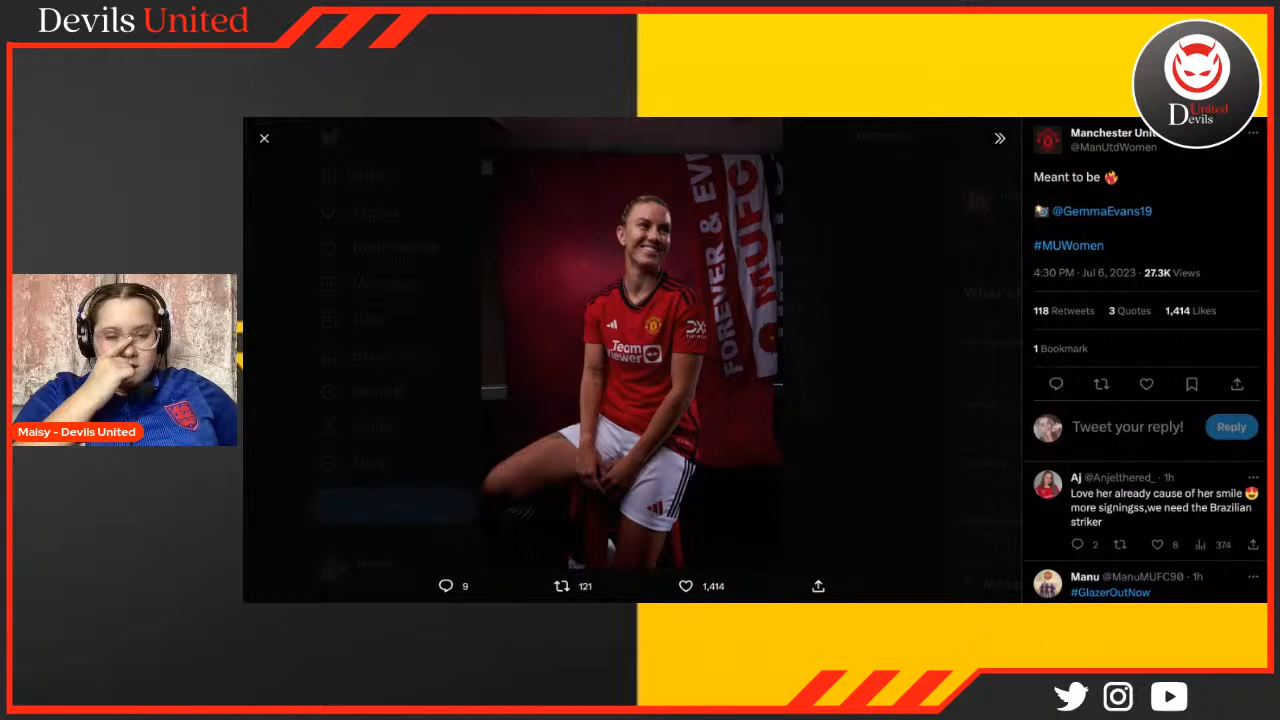 Devils United
United
Devils
Manchester Uni
@ManUtdWomen
Meant to be
@GemmaEvans19
#MUWomen
4:30 PM · Jul 6, 2023 · 27.3K Views
118 Retweets 3 Quotes 1,414 Likes
1 Bookmark
Tweet your reply!
Reply
Aj @Anjelthered_ · 1h
Love her already cause of her smile 😍
more signingss,we need the Brazilian
striker
2
8
374
Manu @ManuMUFC90 · 1h
#GlazerOutNow
FOREVER & EV
MUFC
Team
Viewer
DX
9
121
1,414
Maisy - Devils United